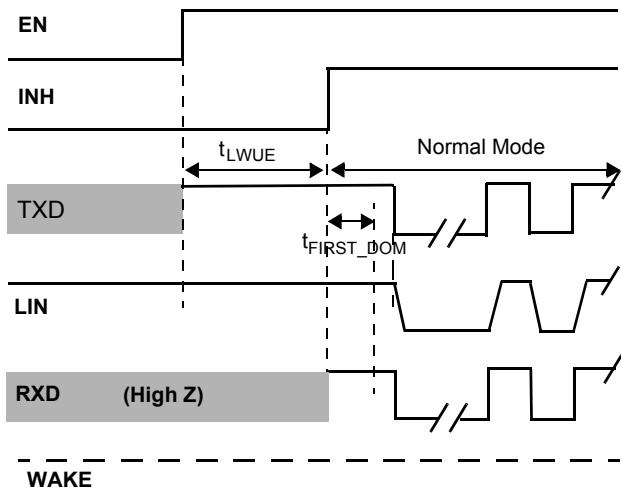 EN
INH
tLWUE
Normal Mode
TXD
tFIRST_DOM
LIN
RXD (High Z)
WAKE